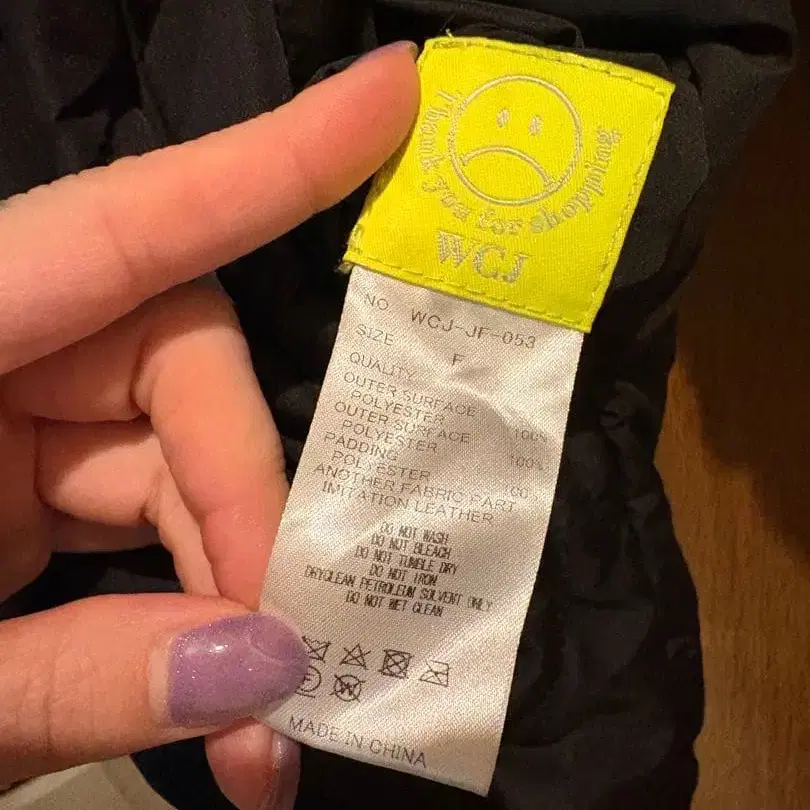 Thank you for shoppping
WCJ
NO WCJ-JF-053
SIZE F
QUALITY
OUTER SURFACE
POLYESTER 100%
OUTER SURFACE
POLYESTER 100%
PADDING
POLYESTER 100
ANOTHER FABRIC PART
IMITATION LEATHER
DO NOT WASH
DO NOT BLEACH
DO NOT TUMBLE DRY
DO NOT IRON
DRYCLEAN PETROLEUM SOLVENT ONLY
DO NOT WET CLEAN
F W
MADE IN CHINA